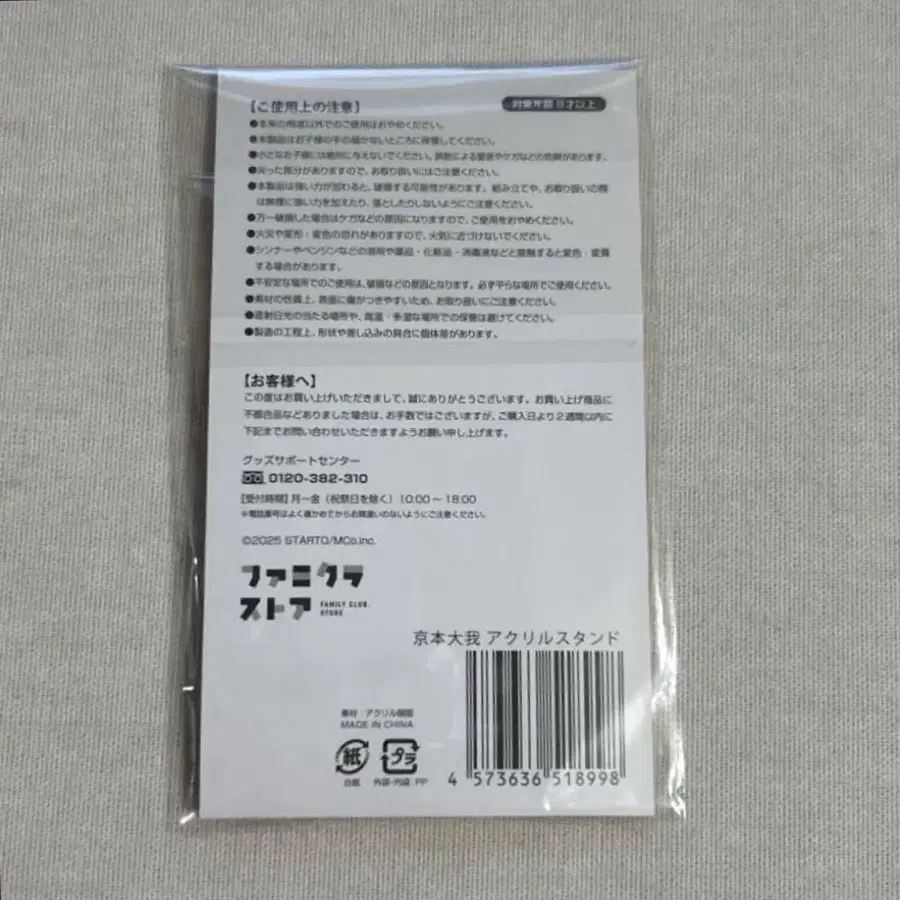 【ご使用上の注意】
対象年齢 8才以上
●本来の用途以外でのご使用はおやめください。
●本製品はお子様の手の届かないところに保管してください。
●小さなお子様には絶対に与えないでください。誤飲による窒息やケガなどの危険があります。
●尖った部分がありますので、お取り扱いにはご注意ください。
●本製品は強い力が加わると、破損する可能性があります。組み立てや、お取り扱いの際
は無理に強い力を加えたり、落としたりしないようにご注意ください。
●万一破損した場合はケガなどの原因になりますので、ご使用をおやめください。
●火災や変形・変色の恐れがありますので、火気に近づけないでください。
●シンナーやベンジンなどの溶剤や薬品・化粧品・消毒液などと接触すると変色・変質
する場合があります。
●不安定な場所でのご使用は、破損などの原因となります。必ず平らな場所でご使用ください。
●素材の性質上、表面に傷がつきやすいため、お取り扱いにご注意ください。
●直射日光の当たる場所や、高温・多湿な場所での保管は避けてください。
●製造の工程上、形状や差し込みの具合に個体差があります。
【お客様へ】
この度はお買い上げいただきまして、誠にありがとうございます。お買い上げ商品に
不都合品などありました場合は、お手数ではございますが、ご購入日より2週間以内に
下記までお問い合わせいただきますようお願い申し上げます。
グッズサポートセンター
0120-382-310
【受付時間】月～金（祝祭日を除く）10:00～18:00
※電話番号はよく確かめてからお間違いのないようにご注意ください。
©2025 STARTO/MCo.inc.
ファミクラ
ストア FAMILY CLUB STORE
京本大我 アクリルスタンド
素材：アクリル樹脂
MADE IN CHINA
紙 プラ
台紙 外袋・内袋：PP
4 573636 518998